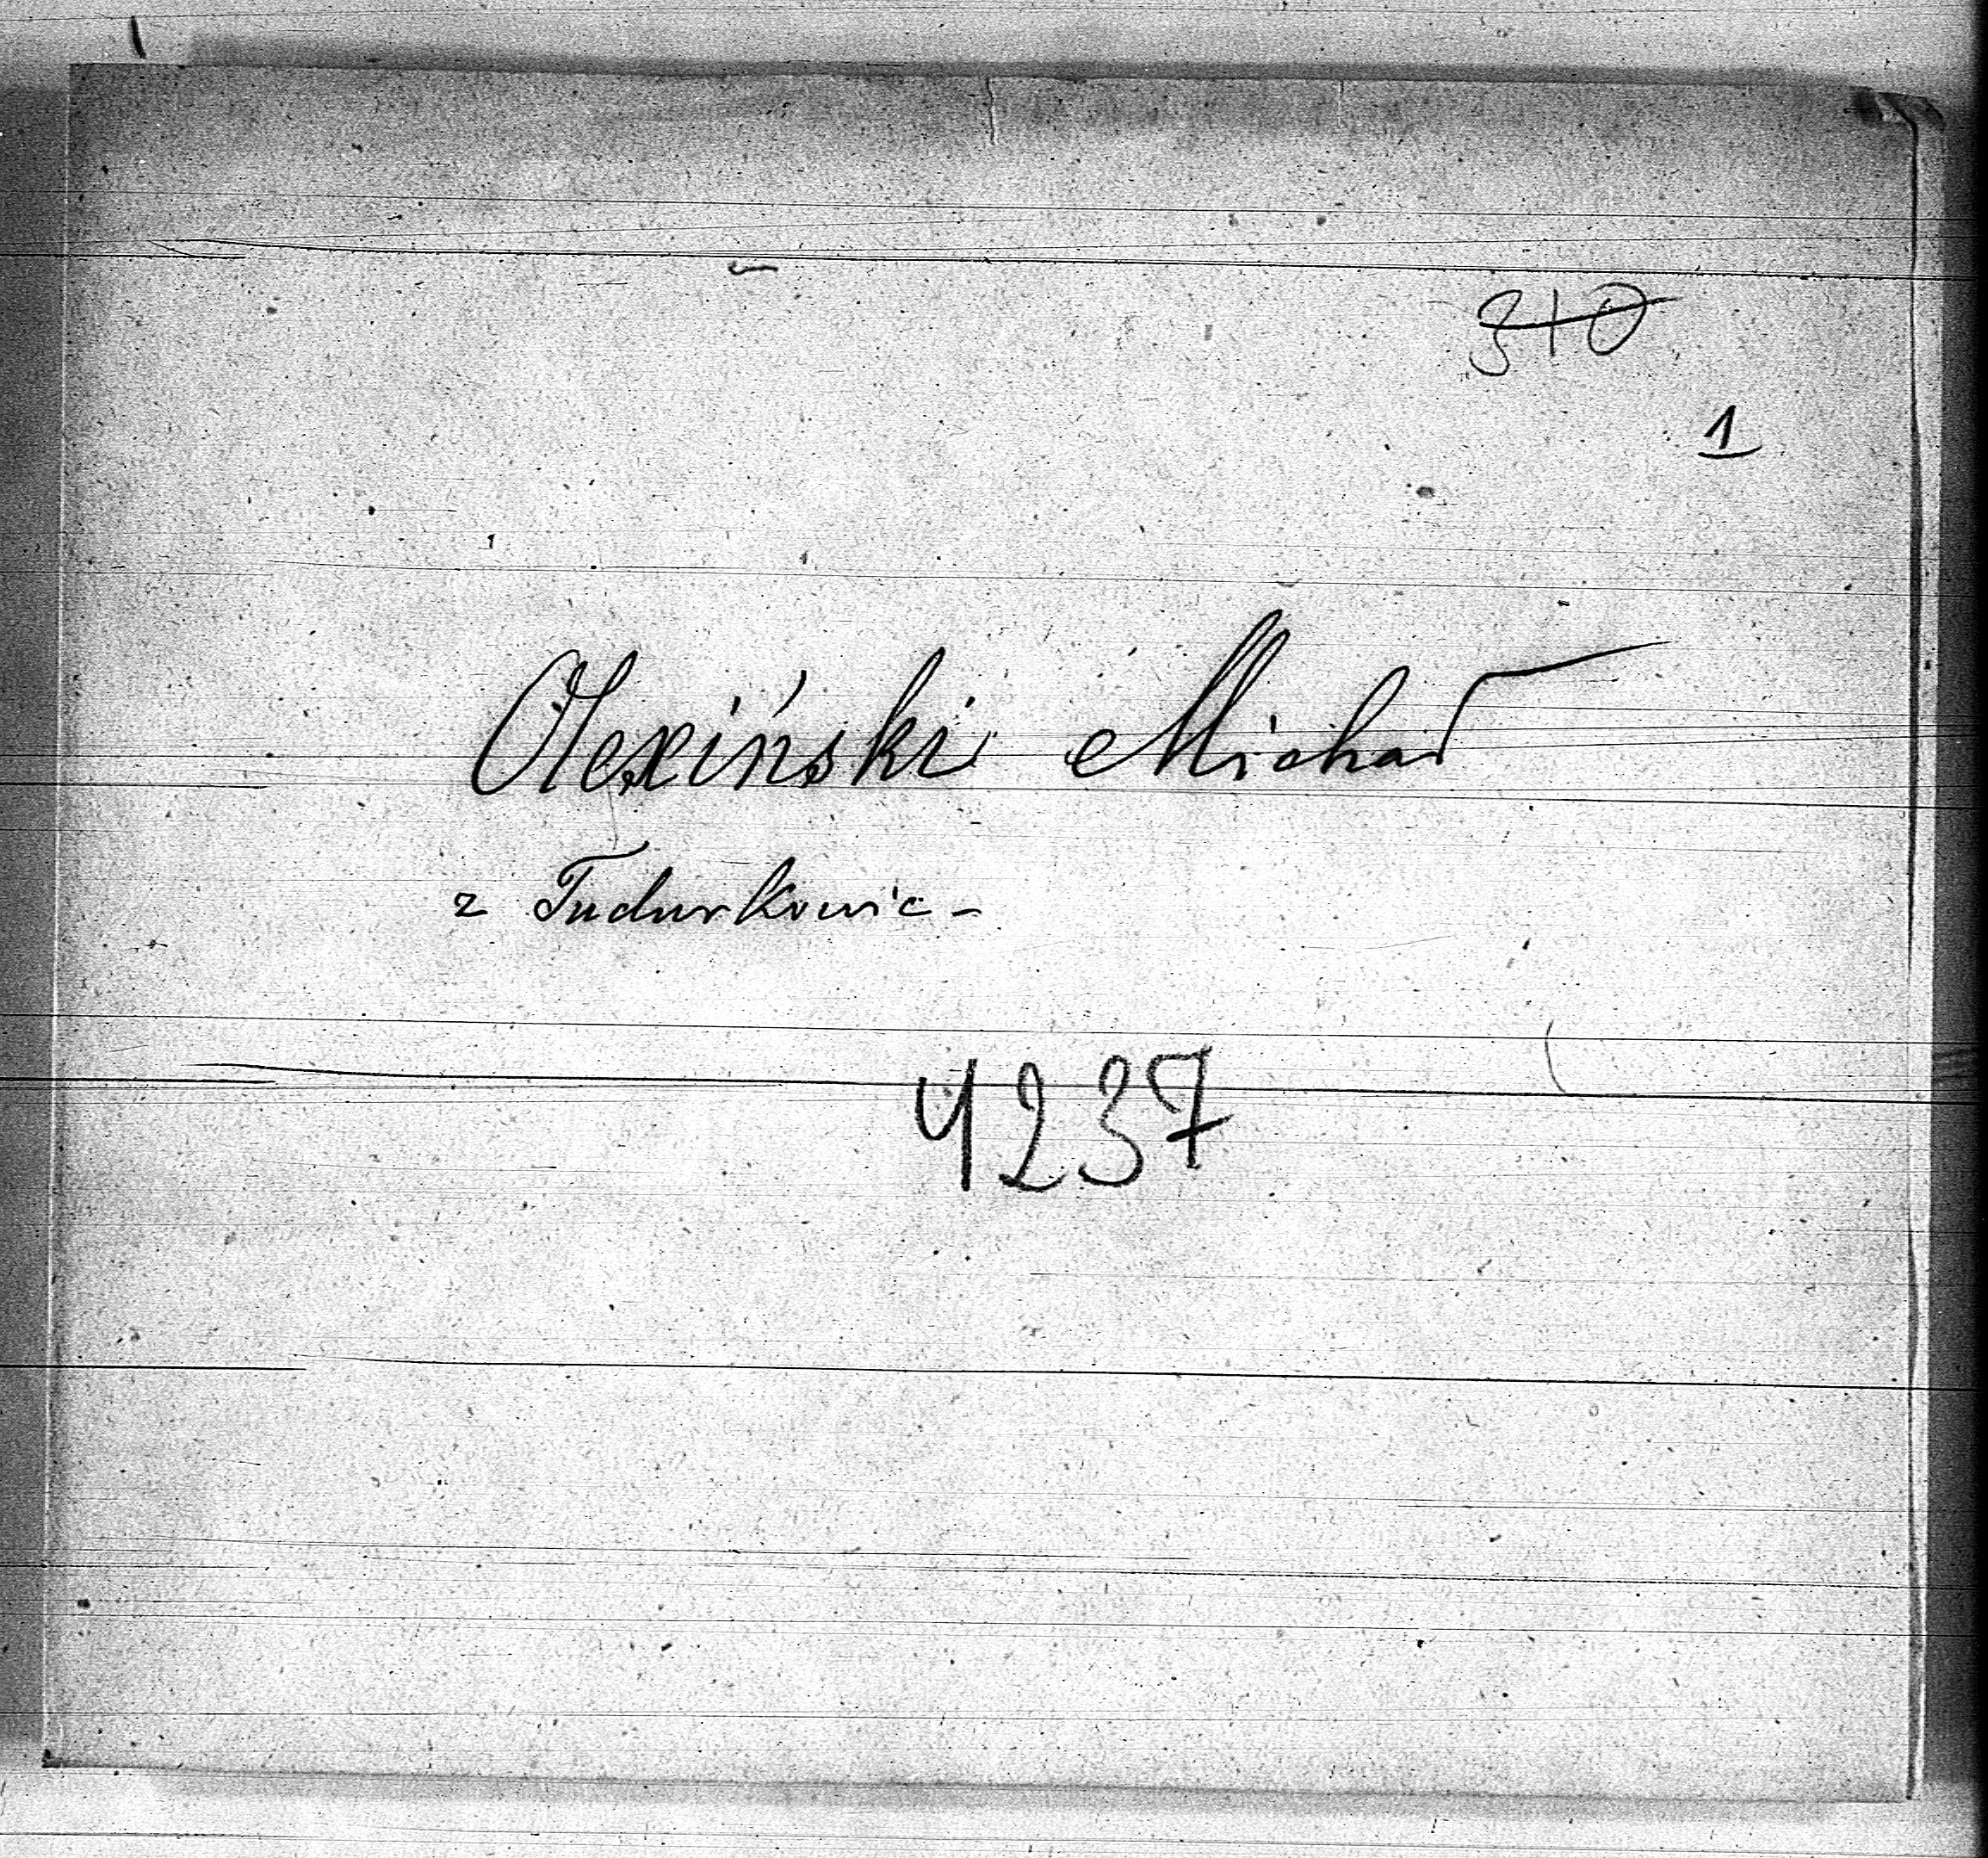 310
1
Olexiński Michał
z Tudurkowic-
4237